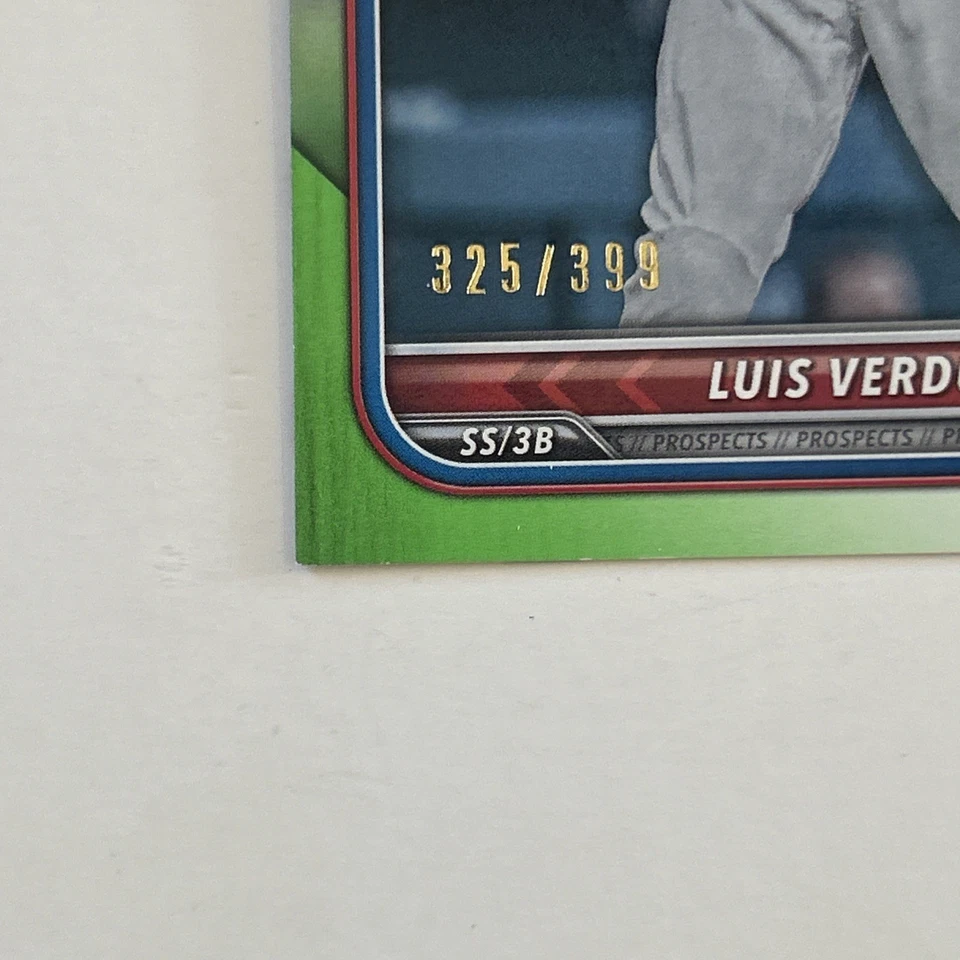 325/399
LUIS VERD
SS/3B
S // PROSPECTS // PROSPECTS // P